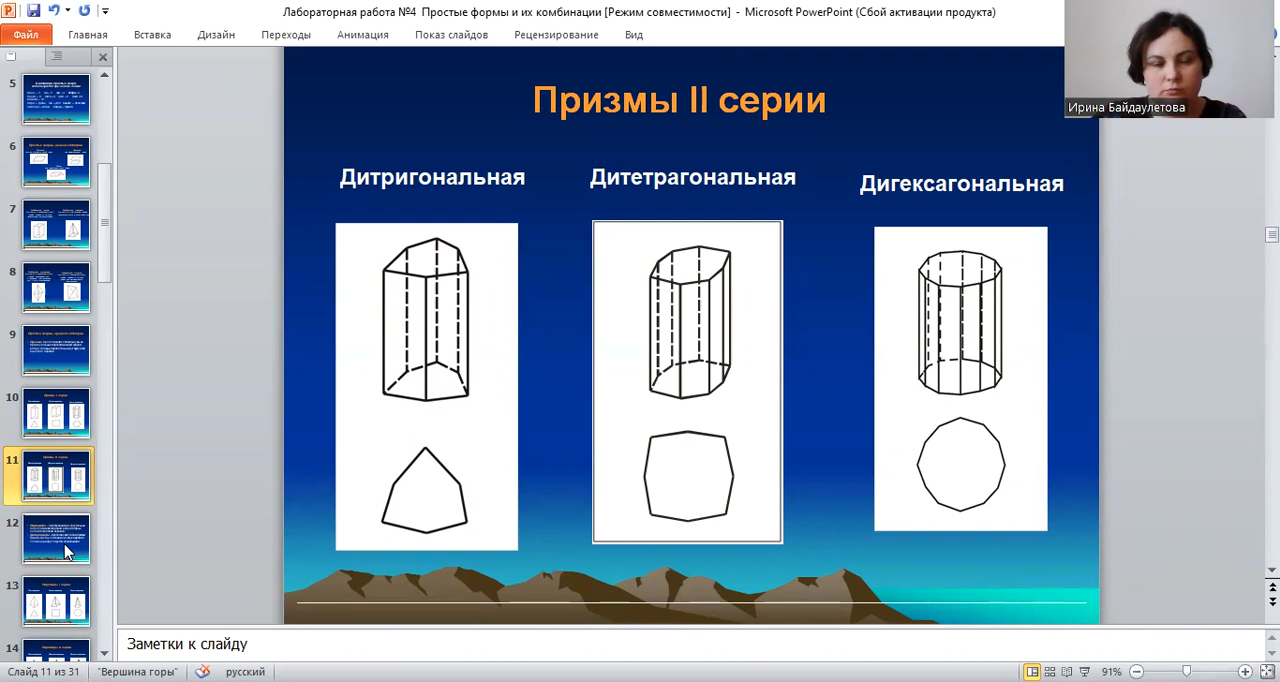 Лабораторная работа №4 Простые формы и их комбинации [Режим совместимости] - Microsoft PowerPoint (Сбой активации продукта)
Файл Главная Вставка Дизайн Переходы Анимация Показ слайдов Рецензирование Вид
Ирина Байдаулетова
5
6
7
8
9
10
11
12
13
14
Призмы II серии
Дитригональная
Дитетрагональная
Дигексагональная
Заметки к слайду
Слайд 11 из 31 "Вершина горы" русский 91%